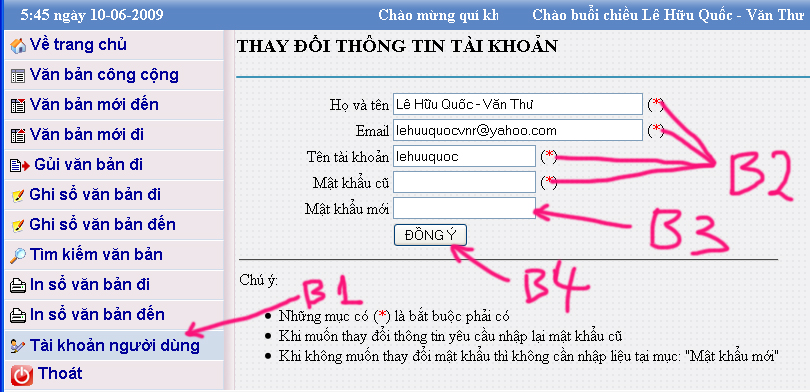 5:45 ngày 10-06-2009 Chào mừng quí kh Chào buổi chiều Lê Hữu Quốc - Văn Thư
Về trang chủ
Văn bản công cộng
Văn bản mới đến
Văn bản mới đi
Gủi văn bản đi
Ghi sổ văn bản đi
Ghi sổ văn bản đến
Tìm kiếm văn bản
In sổ văn bản đi
In sổ văn bản đến
Tài khoản người dùng
Thoát
B1
THAY ĐỔI THÔNG TIN TÀI KHOẢN
Họ và tên Lê Hữu Quốc - Văn Thư (*)
Email lehuuquocvnr@yahoo.com (*)
Tên tài khoản lehuuquoc (*)
Mật khẩu cũ (*)
B2
Mật khẩu mới
B3
ĐỒNG Ý
B4
Chú ý:
• Những mục có (*) là bắt buộc phải có
• Khi muốn thay đổi thông tin yêu cầu nhập lại mật khẩu cũ
• Khi không muốn thay đổi mật khẩu thì không cần nhập liệu tại mục: "Mật khẩu mới"